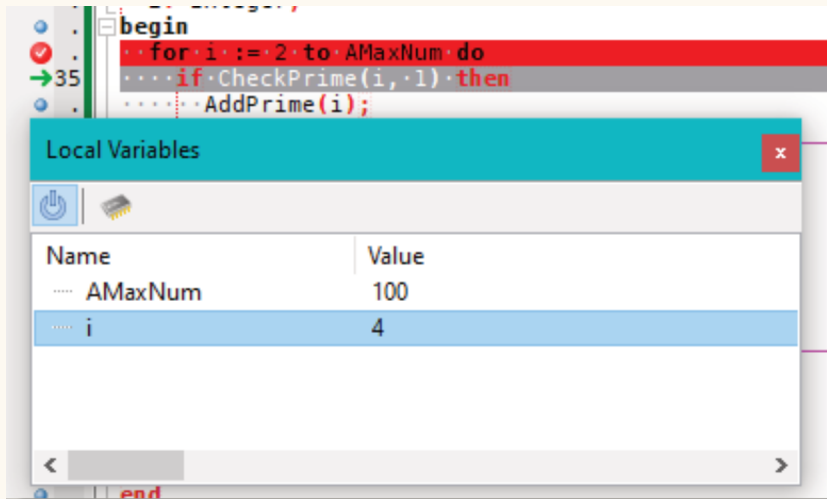 i: Integer;
begin
for i := 2 to AMaxNum do
35 if CheckPrime(i, 1) then
AddPrime(i);
Local Variables
x
Name Value
AMaxNum 100
i 4
end